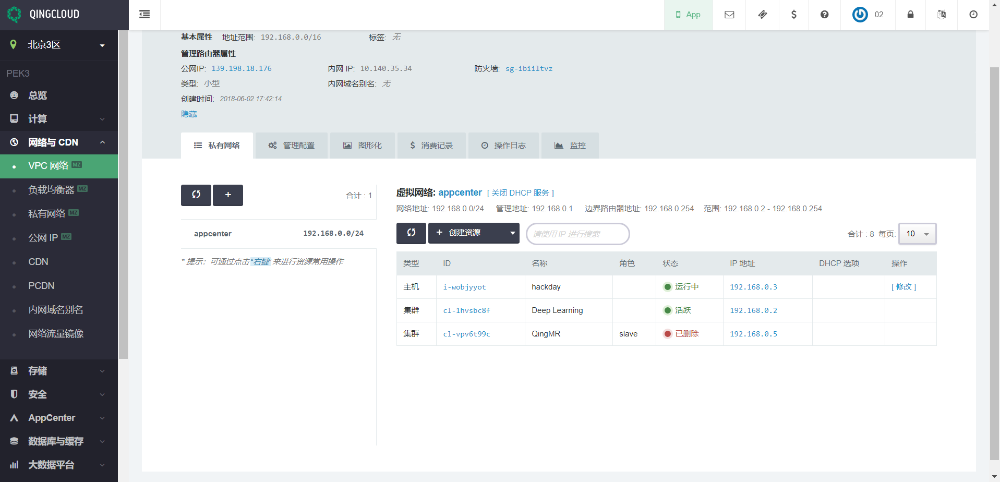 QINGCLOUD
App
02
北京3区
PEK3
总览
计算
网络与 CDN
VPC 网络 MZ
负载均衡器 MZ
私有网络 MZ
公网 IP MZ
CDN
PCDN
内网域名别名
网络流量镜像
存储
安全
AppCenter
数据库与缓存
大数据平台
基本属性 地址范围: 192.168.0.0/16 标签: 无
管理路由器属性
公网IP: 139.198.18.176 内网 IP: 10.140.35.34 防火墙: sg-ibiiltvz
类型: 小型 内网域名别名: 无
创建时间: 2018-06-02 17:42:14
隐藏
私有网络 管理配置 图形化 $ 消费记录 操作日志 监控
+ 合计 : 1
appcenter 192.168.0.0/24
* 提示: 可通过点击“右键”来进行资源常用操作
虚拟网络: appcenter [ 关闭 DHCP 服务 ]
网络地址: 192.168.0.0/24 管理地址: 192.168.0.1 边界路由器地址: 192.168.0.254 范围: 192.168.0.2 - 192.168.0.254
+ 创建资源 请使用 IP 进行搜索 合计 : 8 每页: 10
类型 ID 名称 角色 状态 IP 地址 DHCP 选项 操作
主机 i-wobjyyot hackday 运行中 192.168.0.3 [ 修改 ]
集群 cl-1hvsbc8f Deep Learning 活跃 192.168.0.2
集群 cl-vpv6t99c QingMR slave 已删除 192.168.0.5